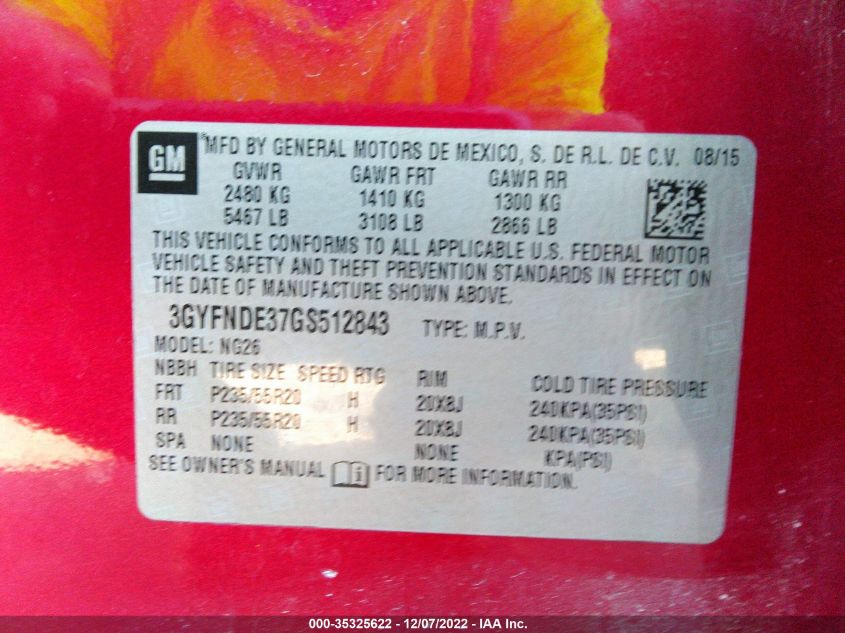 GM
MFD BY GENERAL MOTORS DE MEXICO, S. DE R.L. DE C.V. 08/15
GVWR GAWR FRT GAWR RR
2480 KG 1410 KG 1300 KG
5467 LB 3108 LB 2866 LB
THIS VEHICLE CONFORMS TO ALL APPLICABLE U.S. FEDERAL MOTOR
VEHICLE SAFETY AND THEFT PREVENTION STANDARDS IN EFFECT ON
THE DATE OF MANUFACTURE SHOWN ABOVE.
3GYFNDE37GS512843 TYPE: M.P.V.
MODEL: NG26
NBBH TIRE SIZE SPEED RTG RIM COLD TIRE PRESSURE
FRT P235/55R20 H 20X8J 240KPA(35PSI)
RR P235/55R20 H 20X8J 240KPA(35PSI)
SPA NONE NONE KPA(PSI)
SEE OWNER'S MANUAL FOR MORE INFORMATION.
000-35325622 - 12/07/2022 - IAA Inc.